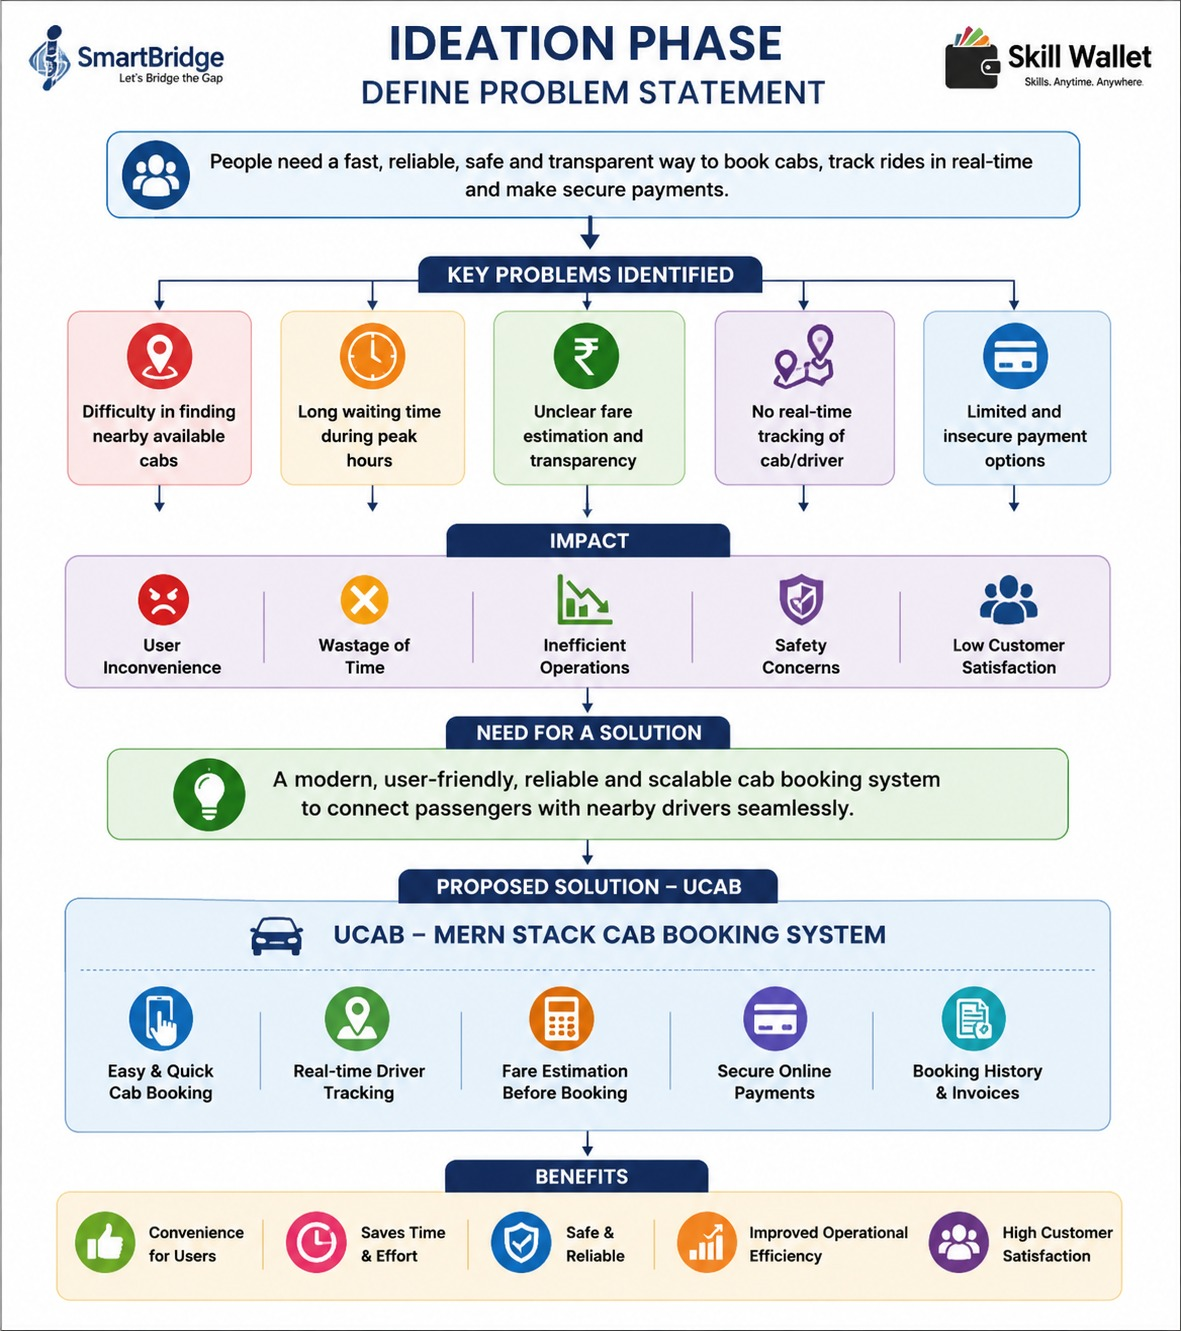 SmartBridge
Let's Bridge the Gap
IDEATION PHASE
DEFINE PROBLEM STATEMENT
Skill Wallet
Skills. Anytime. Anywhere.
People need a fast, reliable, safe and transparent way to book cabs, track rides in real-time
and make secure payments.
KEY PROBLEMS IDENTIFIED
Difficulty in finding
nearby available
cabs
Long waiting time
during peak
hours
₹
Unclear fare
estimation and
transparency
No real-time
tracking of
cab/driver
Limited and
insecure payment
options
IMPACT
User
Inconvenience
Wastage of
Time
Inefficient
Operations
Safety
Concerns
Low Customer
Satisfaction
NEED FOR A SOLUTION
A modern, user-friendly, reliable and scalable cab booking system
to connect passengers with nearby drivers seamlessly.
PROPOSED SOLUTION – UCAB
UCAB – MERN STACK CAB BOOKING SYSTEM
Easy & Quick
Cab Booking
Real-time Driver
Tracking
Fare Estimation
Before Booking
Secure Online
Payments
Booking History
& Invoices
BENEFITS
Convenience
for Users
Saves Time
& Effort
Safe &
Reliable
Improved Operational
Efficiency
High Customer
Satisfaction